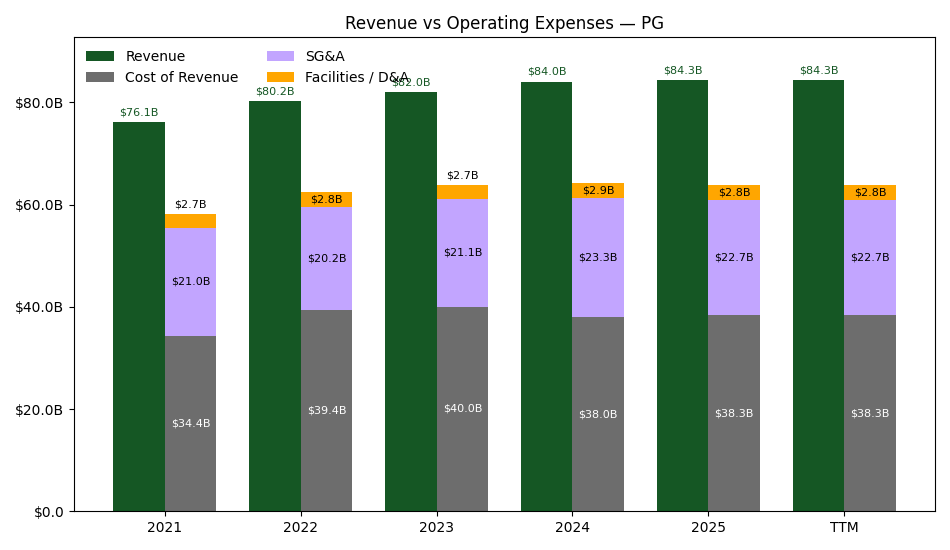 Revenue vs Operating Expenses — PG
Revenue
Cost of Revenue
SG&A
Facilities / D&A
$80.0B
$60.0B
$40.0B
$20.0B
$0.0
$76.1B
$2.7B
$21.0B
$34.4B
$80.2B
$2.8B
$20.2B
$39.4B
$82.0B
$2.7B
$21.1B
$40.0B
$84.0B
$2.9B
$23.3B
$38.0B
$84.3B
$2.8B
$22.7B
$38.3B
$84.3B
$2.8B
$22.7B
$38.3B
2021
2022
2023
2024
2025
TTM